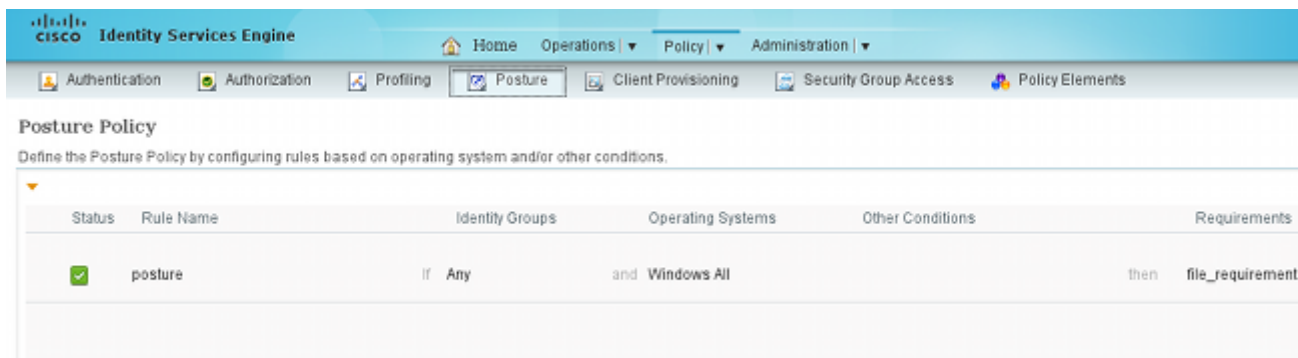 cisco Identity Services Engine
Home Operations Policy Administration
Authentication Authorization Profiling Posture Client Provisioning Security Group Access Policy Elements
Posture Policy
Define the Posture Policy by configuring rules based on operating system and/or other conditions.
Status Rule Name Identity Groups Operating Systems Other Conditions Requirements
posture If Any and Windows All then file_requirement